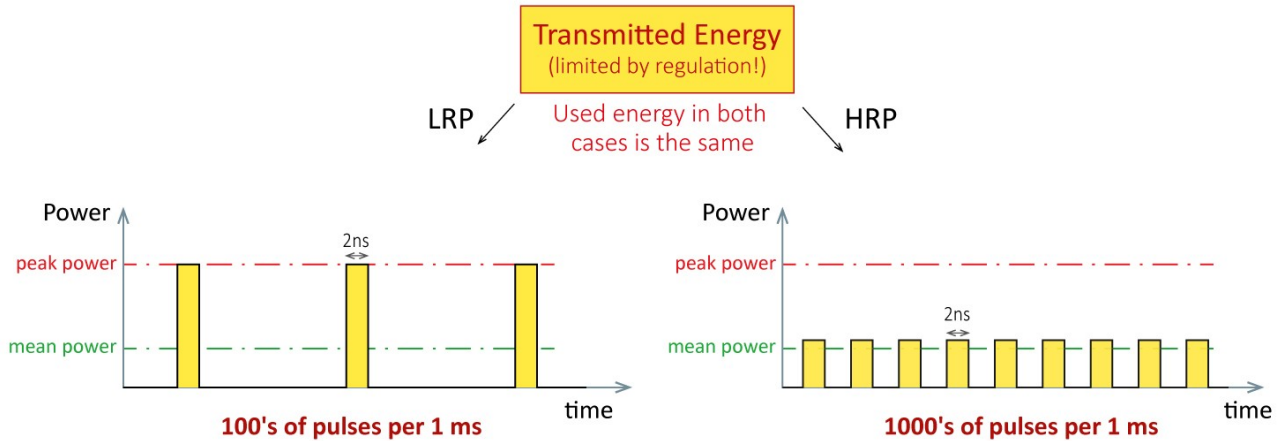 Transmitted Energy
(limited by regulation!)
LRP
Used energy in both
cases is the same
HRP
Power
peak power
2ns
mean power
time
100's of pulses per 1 ms
Power
peak power
2ns
mean power
time
1000's of pulses per 1 ms